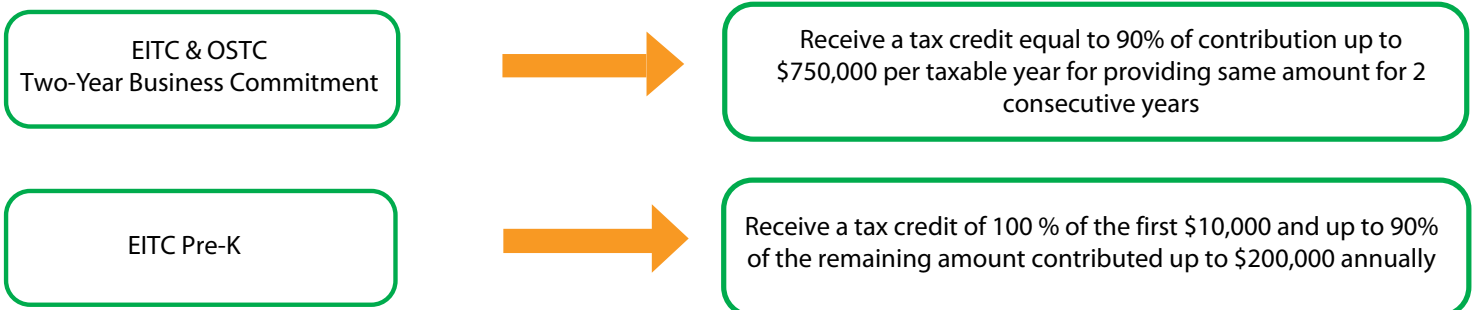 EITC & OSTC
Two-Year Business Commitment
Receive a tax credit equal to 90% of contribution up to
$750,000 per taxable year for providing same amount for 2
consecutive years
EITC Pre-K
Receive a tax credit of 100 % of the first $10,000 and up to 90%
of the remaining amount contributed up to $200,000 annually